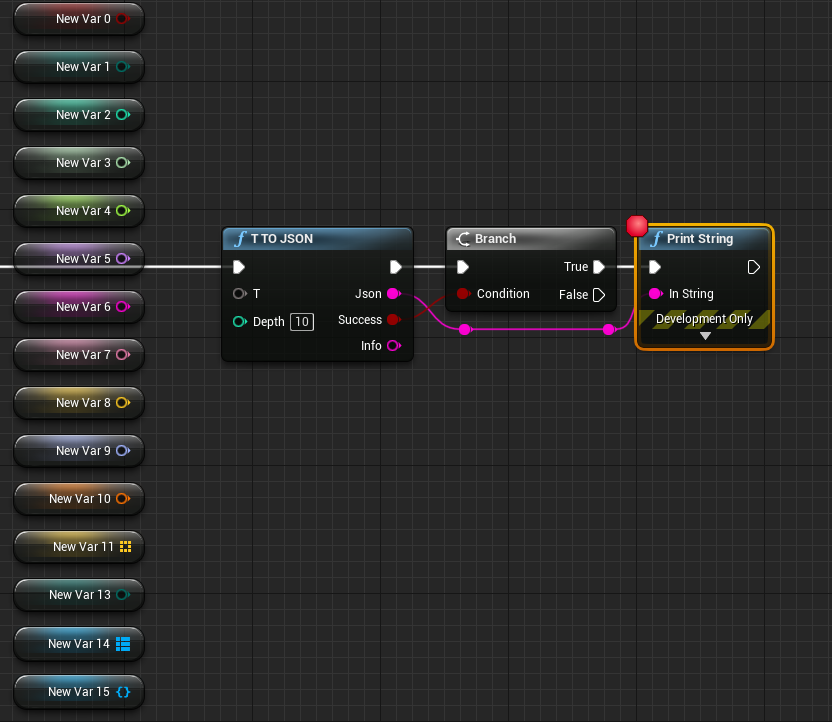 New Var 0
New Var 1
New Var 2
New Var 3
New Var 4
New Var 5
New Var 6
New Var 7
New Var 8
New Var 9
New Var 10
New Var 11
New Var 13
New Var 14
New Var 15
f T TO JSON
T Json
Depth 10 Success
Info
Branch
True
Condition False
f Print String
In String
Development Only